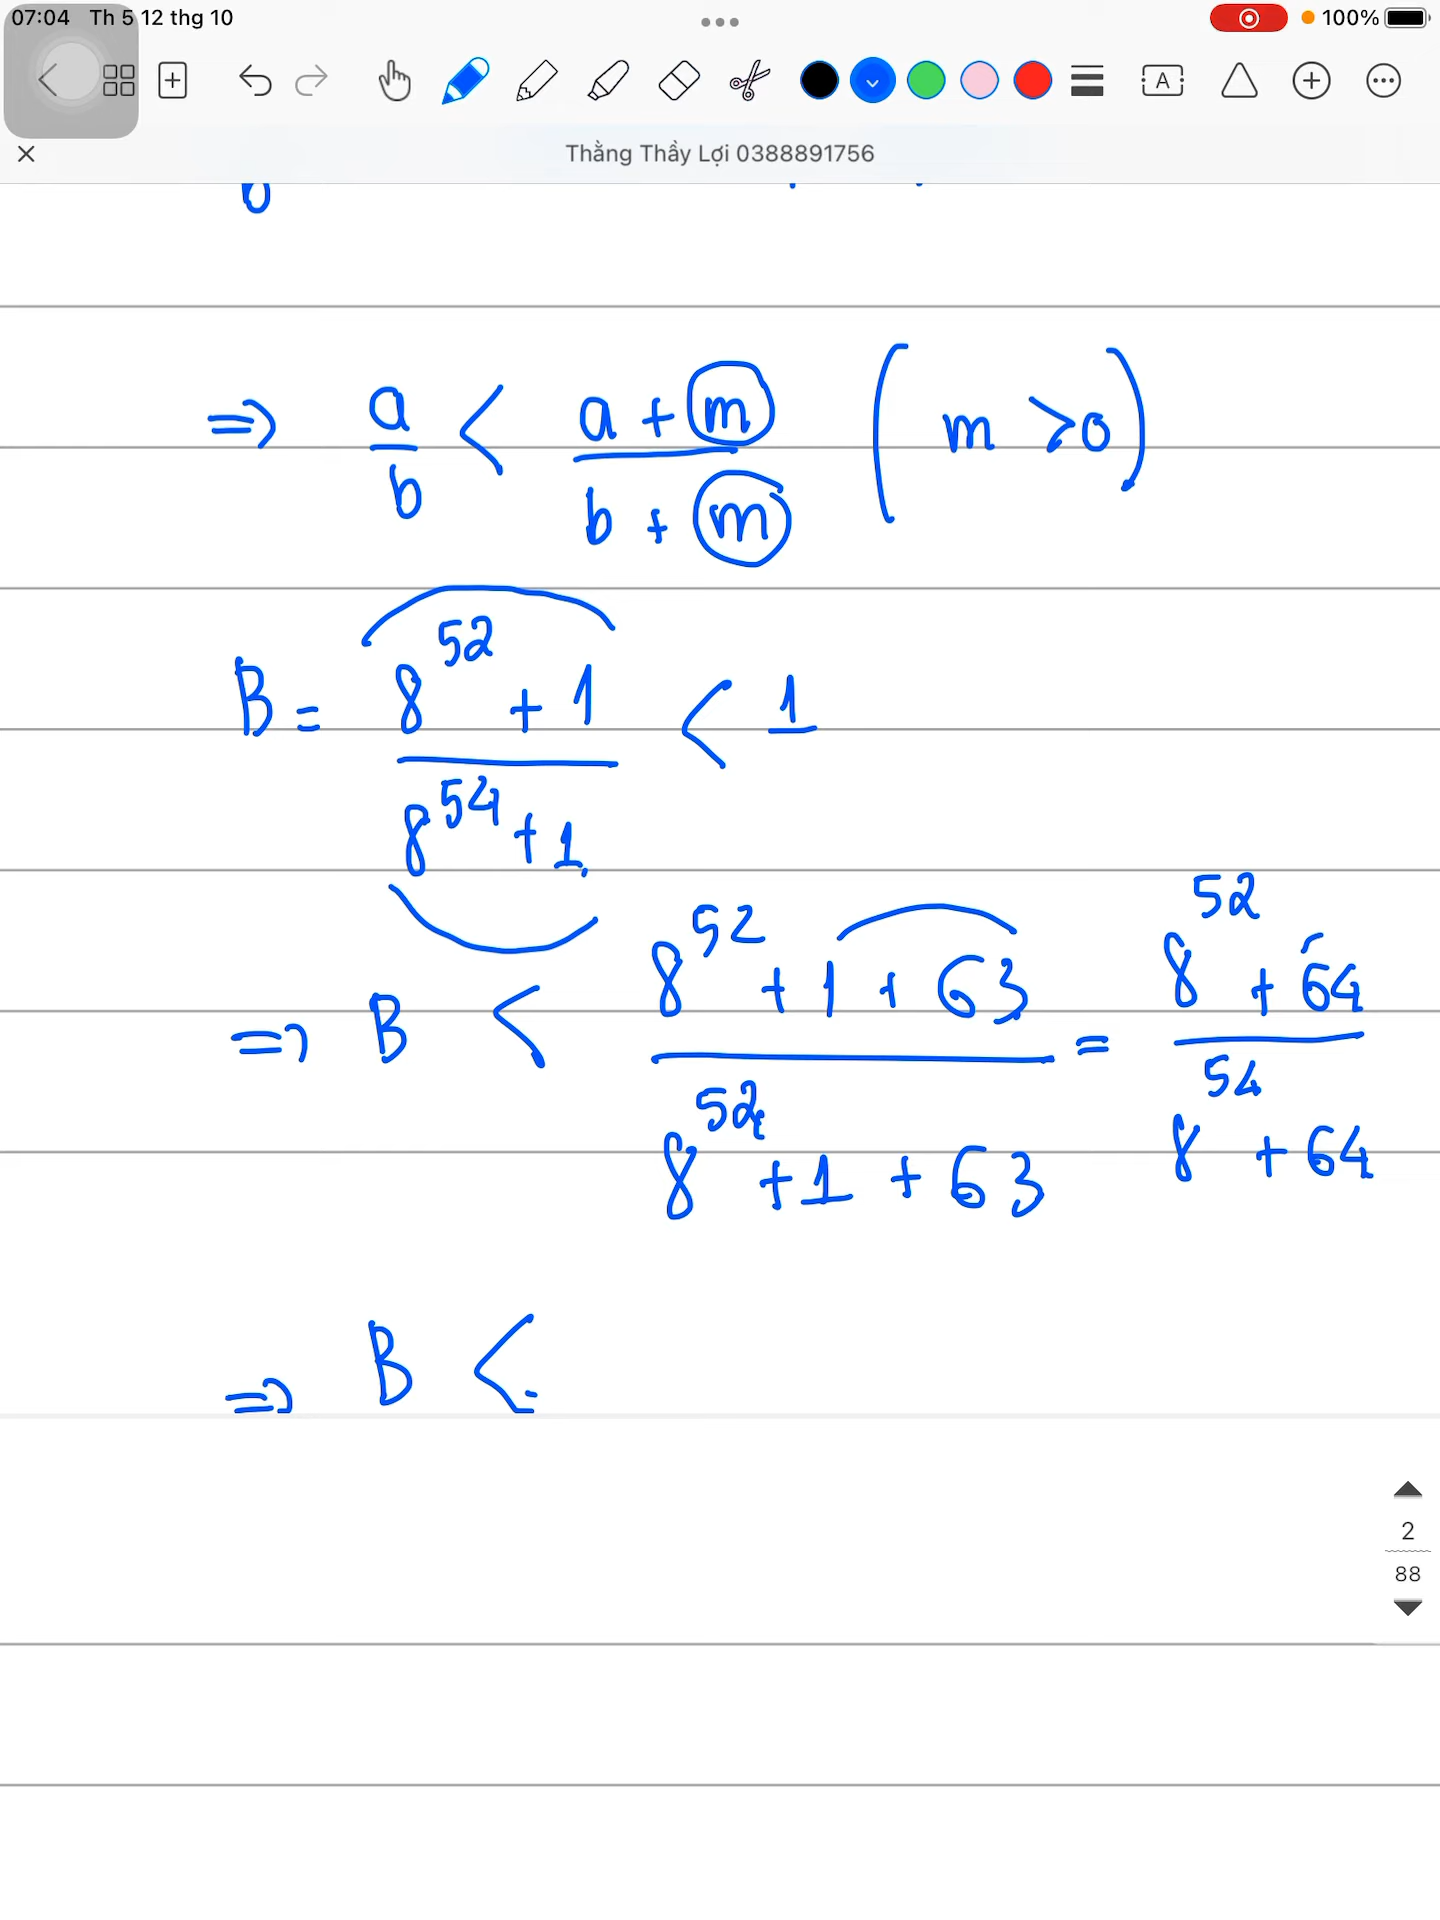 07:04 Th 5 12 thg 10 100%
A
Thằng Thầy Lợi 0388891756
=> a/b < (a + m)/(b + m) (m > 0)
B = (8^52 + 1)/(8^54 + 1) < 1
=> B < (8^52 + 1 + 63)/(8^54 + 1 + 63) = (8^52 + 64)/(8^54 + 64)
=> B <
2
88